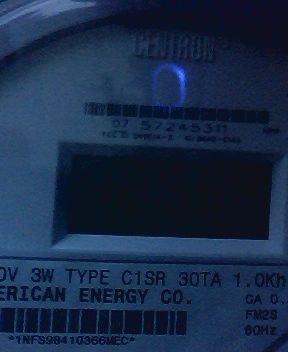 CENTRON
07 57245311
0V 3W TYPE C1SR 30TA 1.0Kh
ERICAN ENERGY CO.
CA 0.
FM2S
60Hz
*1NFS98410366MEC*